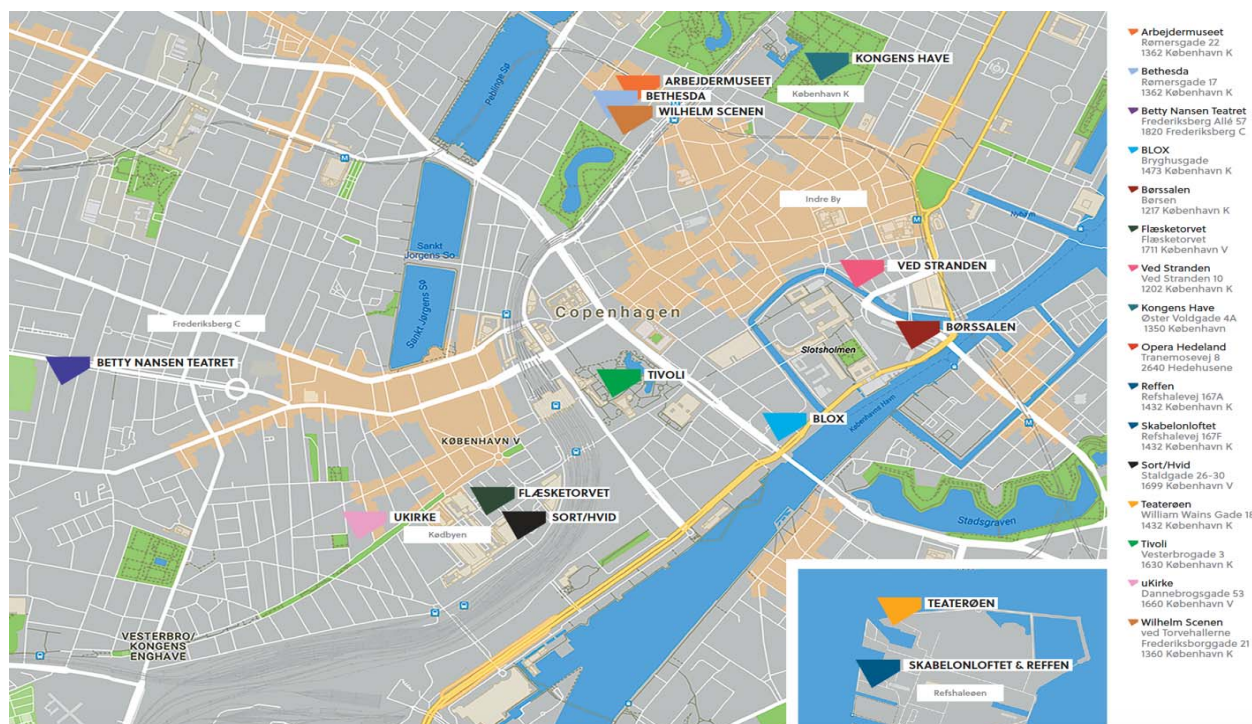 KONGENS HAVE
København K
ARBEJDERMUSEET
BETHESDA
WILHELM SCENEN
Peblinge Sø
Indre By
Nyhavn
Sankt
Jorgens So
Sankt Jørgens Sø
VED STRANDEN
Copenhagen
Frederiksberg C
BØRSSALEN
Slotsholmen
BETTY NANSEN TEATRET
TIVOLI
Københavns Havn
BLOX
KØBENHAVN V
FLÆSKETORVET
UKIRKE
SORT/HVID
Kødbyen
Stadsgraven
VESTERBRO/
KONGENS
ENGHAVE
TEATERØEN
SKABELONLOFTET & REFFEN
Refshaleøen
Arbejdermuseet
Rømersgade 22
1362 København K
Bethesda
Rømersgade 17
1362 København K
Betty Nansen Teatret
Frederiksberg Allé 57
1820 Frederiksberg C
BLOX
Bryghusgade
1473 København K
Børssalen
Børsen
1217 København K
Flæsketorvet
Flæsketorvet
1711 København V
Ved Stranden
Ved Stranden 10
1202 København K
Kongens Have
Øster Voldgade 4A
1350 København
Opera Hedeland
Tranemosevej 8
2640 Hedehusene
Reffen
Refshalevej 167A
1432 København K
Skabelonloftet
Refshalevej 167F
1432 København K
Sort/Hvid
Staldgade 26-30
1699 København V
Teaterøen
William Wains Gade
1432 København K
Tivoli
Vesterbrogade 3
1630 København K
uKirke
Dannebrogsgade 53
1660 København V
Wilhelm Scenen
ved Torvehallerne
Frederiksborggade 21
1360 København K